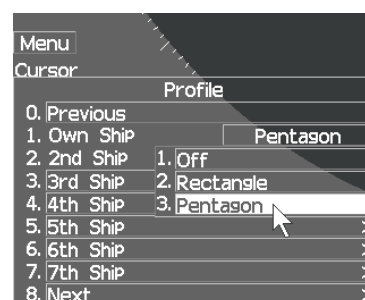 Menu
Cursor
Profile
0. Previous
1. Own Ship Pentagon
2. 2nd Ship 1. Off
3. 3rd Ship 2. Rectangle
4. 4th Ship 3. Pentagon
5. 5th Ship
6. 6th Ship
7. 7th Ship
8. Next